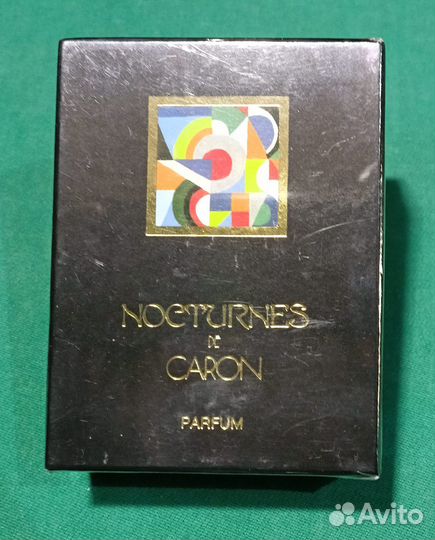 NOCTURNES
DE
CARON
PARFUM
Avito